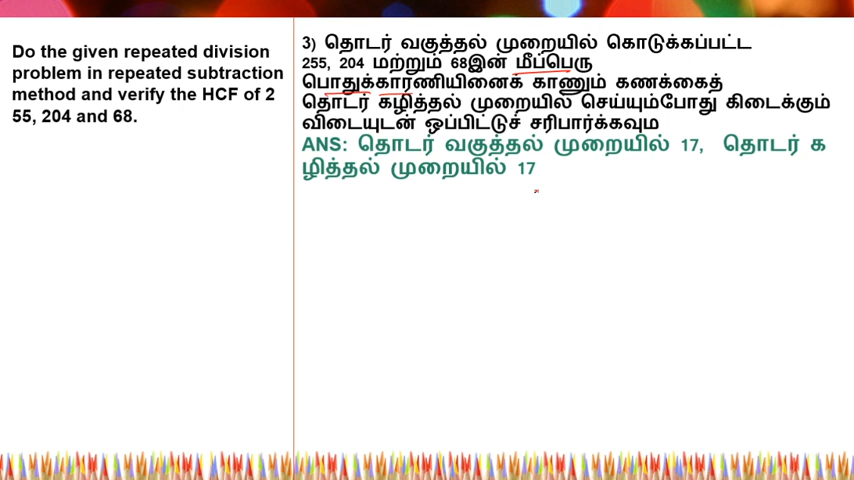 Do the given repeated division
problem in repeated subtraction
method and verify the HCF of 2
55, 204 and 68.
3) தொடர் வகுத்தல் முறையில் கொடுக்கப்பட்ட
255, 204 மற்றும் 68இன் மீப்பெரு
பொதுக்காரணியினைக் காணும் கணக்கைத்
தொடர் கழித்தல் முறையில் செய்யும்போது கிடைக்கும்
விடையுடன் ஒப்பிட்டுச் சரிபார்க்கவும
ANS: தொடர் வகுத்தல் முறையில் 17, தொடர் க
ழித்தல் முறையில் 17